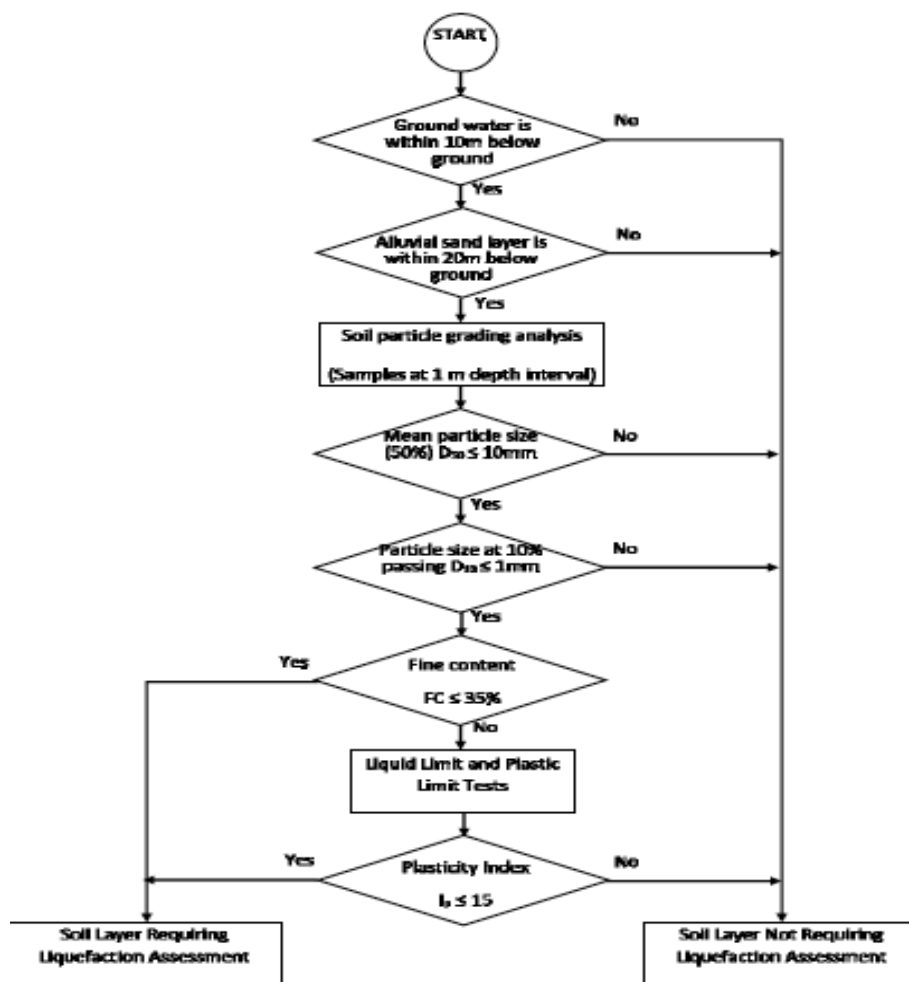 START
No
Ground water is
within 10m below
ground
Yes
No
Alluvial sand layer is
within 20m below
ground
Yes
Soil particle grading analysis
(Samples at 1 m depth interval)
Mean particle size
(50%) D₅₀ ≤ 10mm
No
Yes
Particle size at 10%
passing D₁₀ ≤ 1mm
No
Yes
Yes
Fine content
FC ≤ 35%
No
Liquid Limit and Plastic
Limit Tests
Yes
Plasticity Index
No
Iₚ ≤ 15
Soil Layer Requiring
Liquefaction Assessment
Soil Layer Not Requiring
Liquefaction Assessment